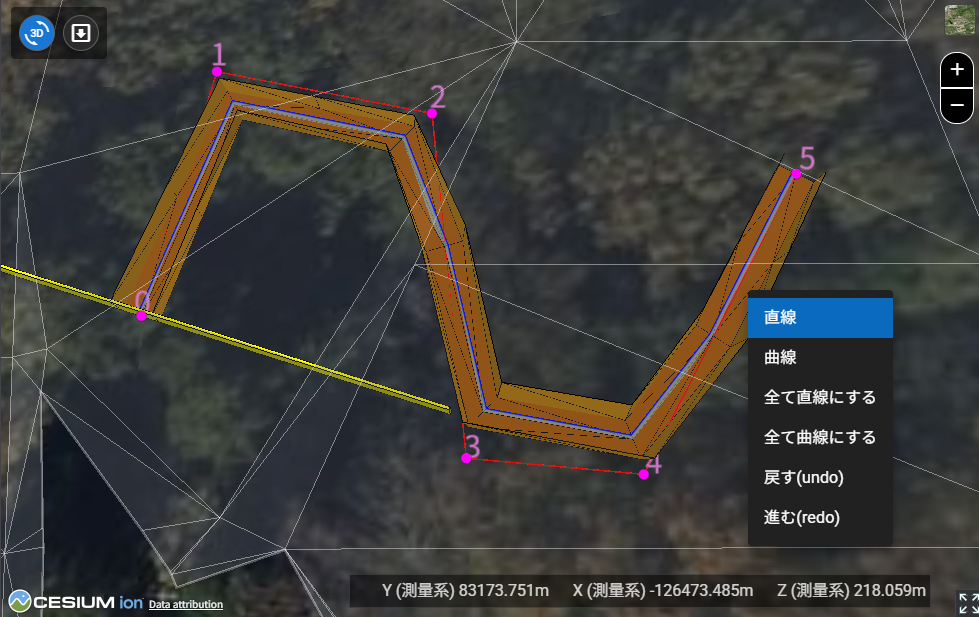 3D
1
2
5
+
−
0
直線
曲線
全て直線にする
全て曲線にする
戻す(undo)
進む(redo)
3
4
Y (測量系) 83173.751m X (測量系) -126473.485m Z (測量系) 218.059m
CESIUM ion Data attribution